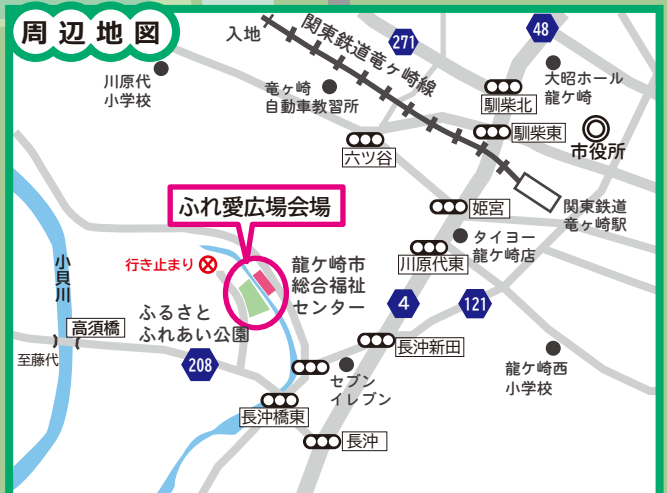 周辺地図
入地
関東鉄道竜ヶ崎線
271
48
川原代
小学校
竜ヶ崎
自動車教習所
大昭ホール
龍ケ崎
馴柴北
馴柴東
市役所
六ツ谷
ふれ愛広場会場
姫宮
関東鉄道
竜ヶ崎駅
タイヨー
龍ケ崎店
川原代東
小貝川
行き止まり
龍ケ崎市
総合福祉
センター
4
121
ふるさと
ふれあい公園
高須橋
至藤代
208
長沖新田
セブン
イレブン
龍ケ崎西
小学校
長沖橋東
長沖